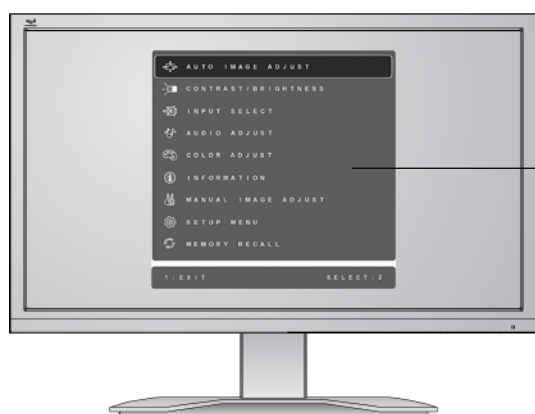 AUTO IMAGE ADJUST
CONTRAST/BRIGHTNESS
INPUT SELECT
AUDIO ADJUST
COLOR ADJUST
INFORMATION
MANUAL IMAGE ADJUST
SETUP MENU
MEMORY RECALL
1:EXIT SELECT:2